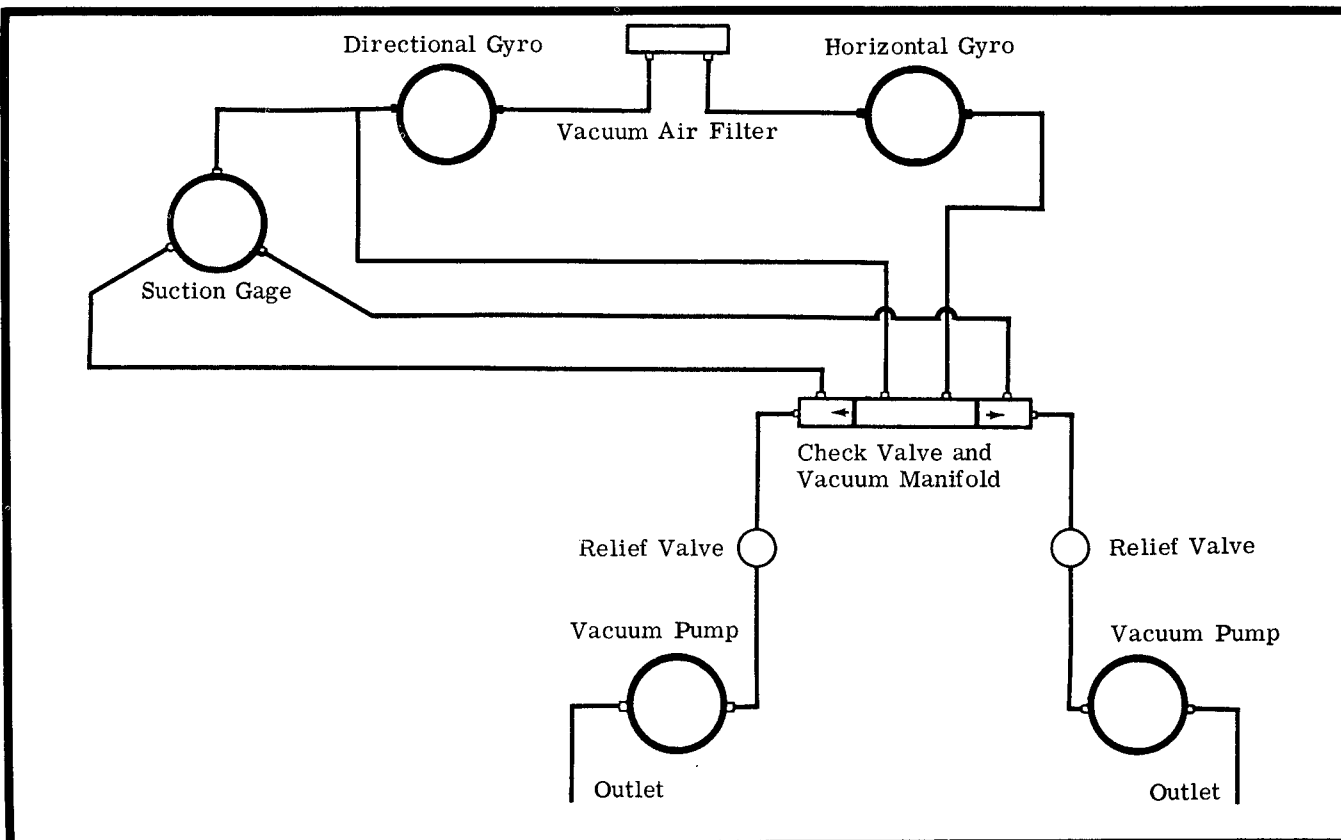 Directional Gyro
Horizontal Gyro
Vacuum Air Filter
Suction Gage
Check Valve and
Vacuum Manifold
Relief Valve
Relief Valve
Vacuum Pump
Vacuum Pump
Outlet
Outlet